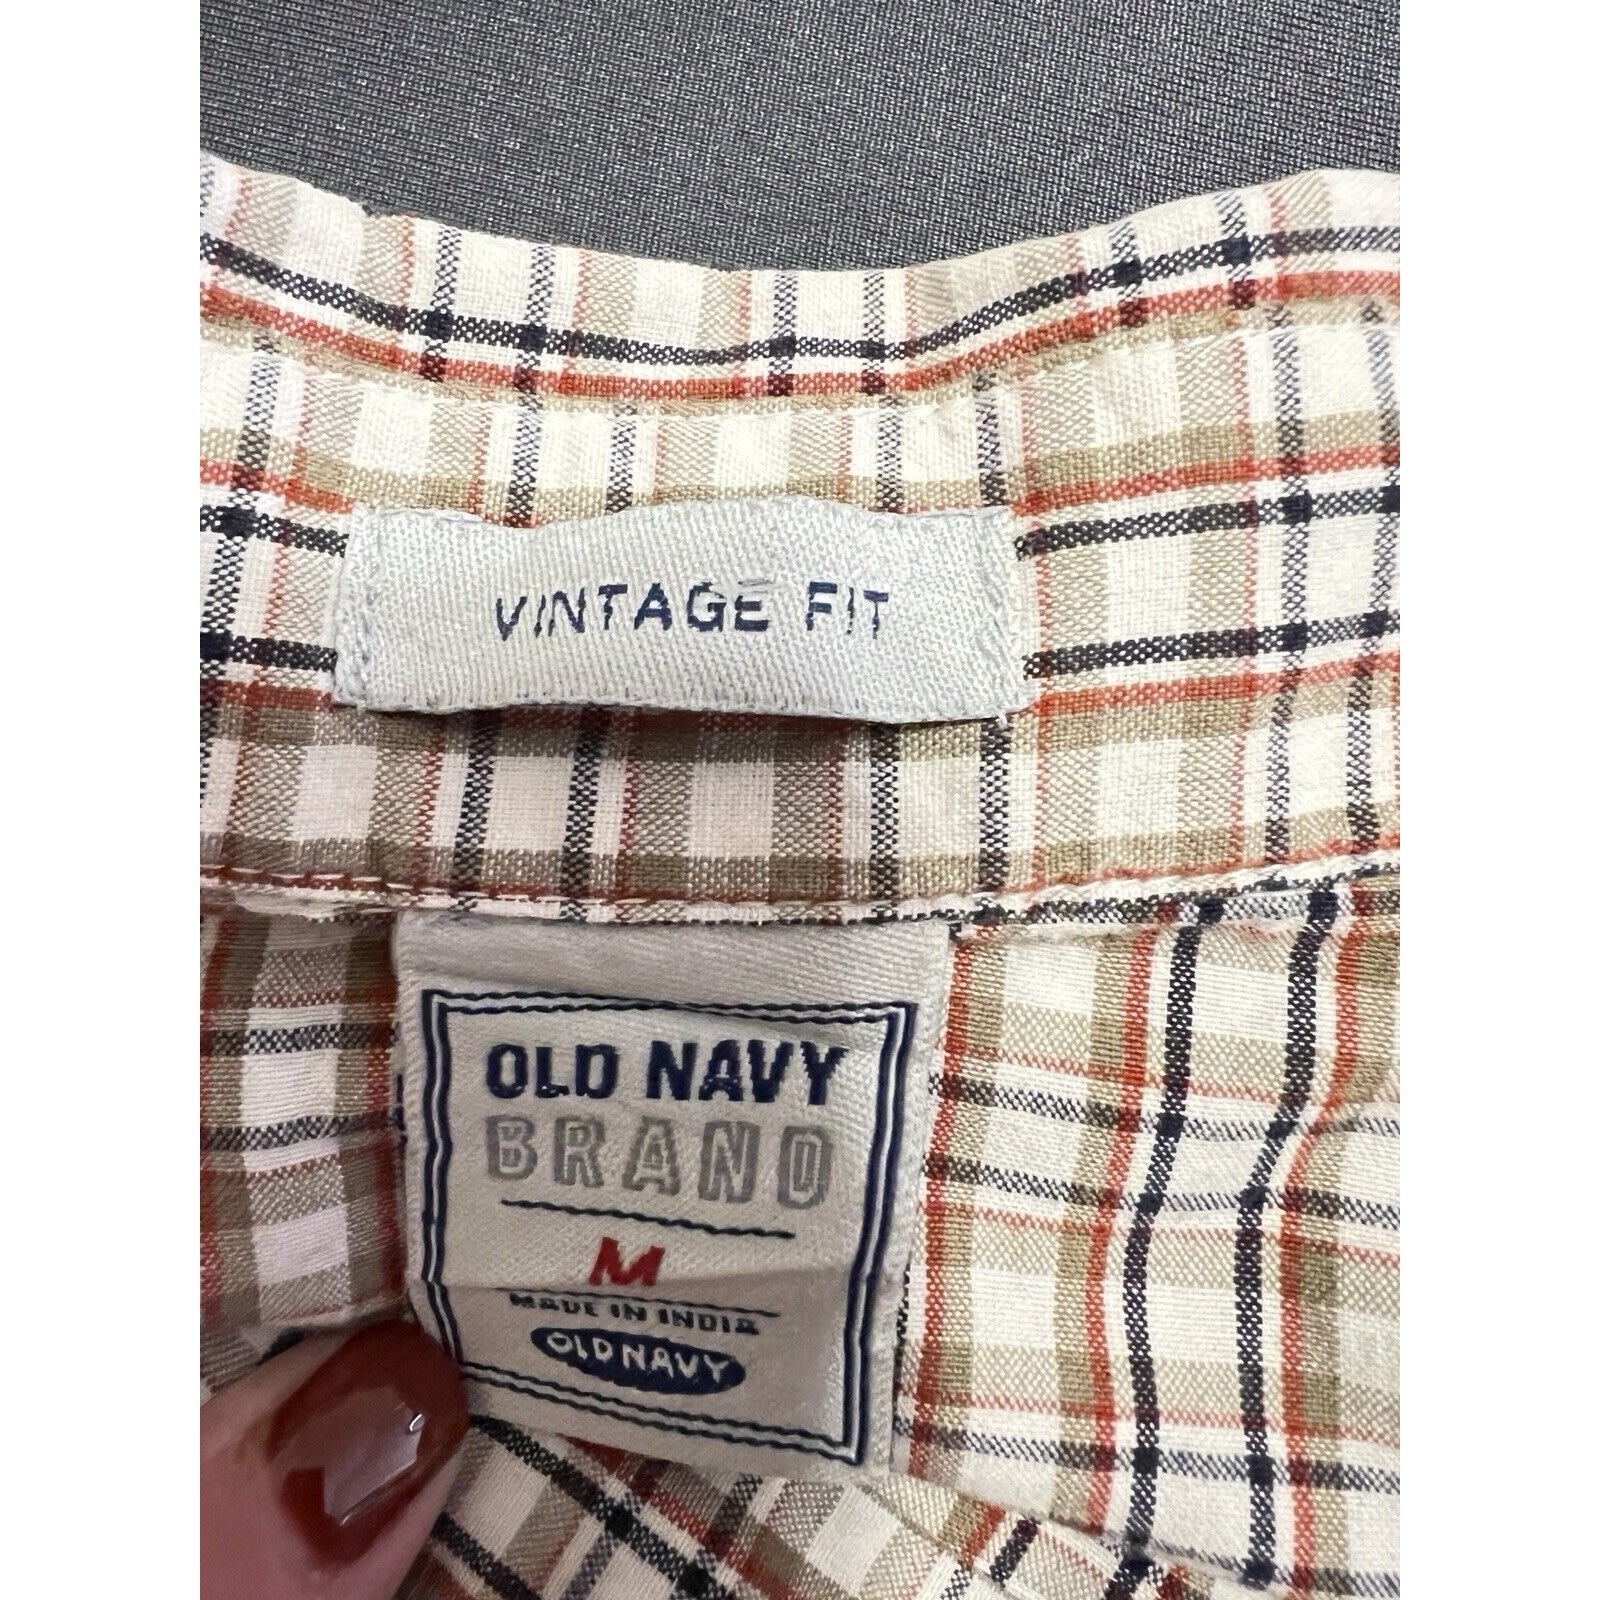 VINTAGE FIT
OLD NAVY
BRAND
M
MADE IN INDIA
OLD NAVY